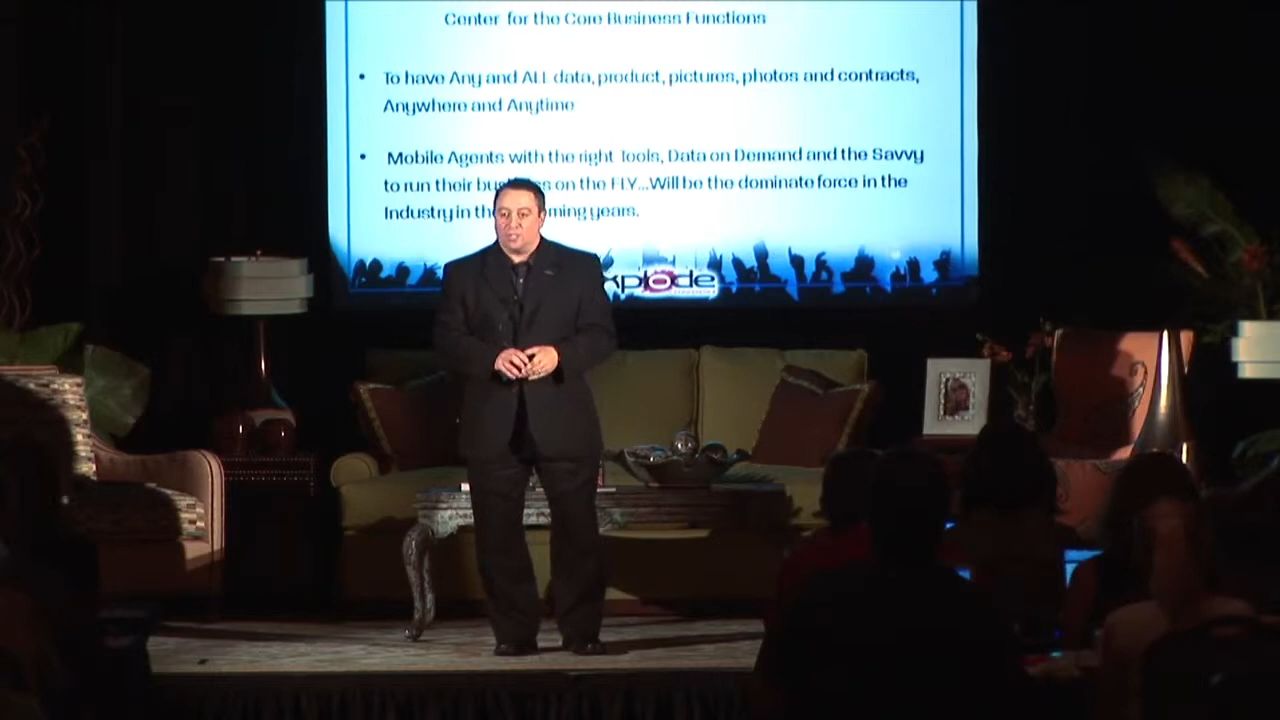 Center for the Core Business Functions
• To have Any and ALL data, product, pictures, photos and contracts,
Anywhere and Anytime
• Mobile Agents with the right Tools, Data on Demand and the Savvy
to run their on the FLY...Will be the dominate force in the
Industry in years.
xplode